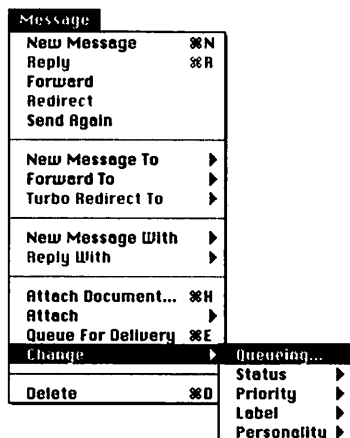 Message
New Message ⌘N
Reply ⌘R
Forward
Redirect
Send Again
New Message To ▶
Forward To ▶
Turbo Redirect To ▶
New Message With ▶
Reply With ▶
Attach Document... ⌘H
Attach ▶
Queue For Delivery ⌘E
Change ▶
Queueing...
Status ▶
Delete ⌘D
Priority ▶
Label ▶
Personality ▶